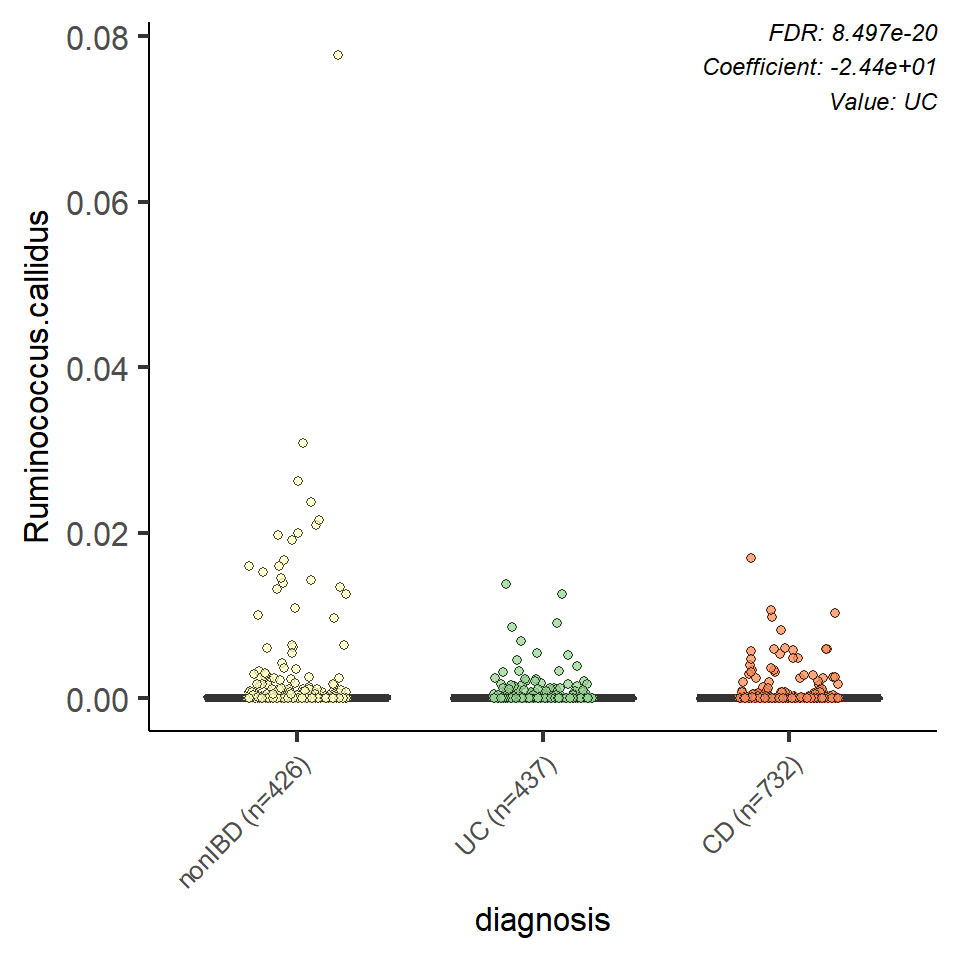 FDR: 8.497e-20
Coefficient: -2.44e+01
Value: UC
0.08
0.06
0.04
0.02
0.00
Ruminococcus.callidus
nonIBD (n=426)
UC (n=437)
CD (n=732)
diagnosis